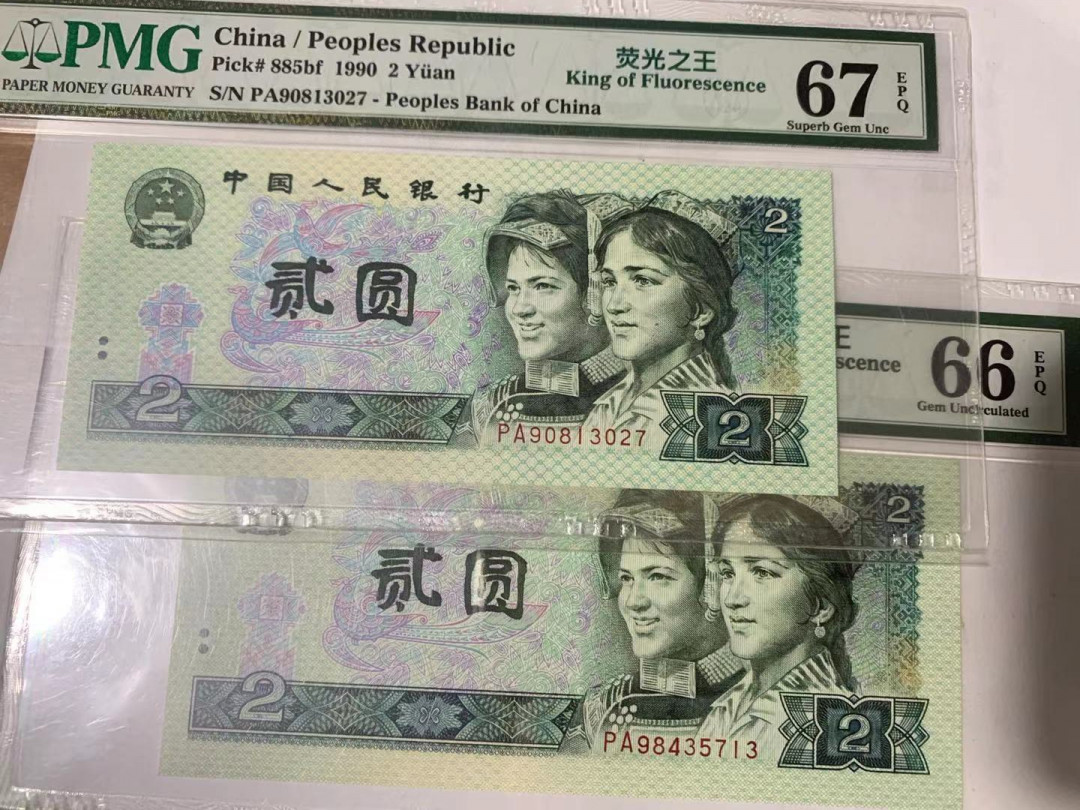 PMG
PAPER MONEY GUARANTY
China / Peoples Republic
Pick# 885bf 1990 2 Yüan
S/N PA90813027 - Peoples Bank of China
荧光之王
King of Fluorescence
67
EPQ
Superb Gem Unc
中国人民银行
贰圆
2
2
PA90813027
2
王
scence
66
EPQ
Gem Uncirculated
贰圆
2
2
PA98435713
2